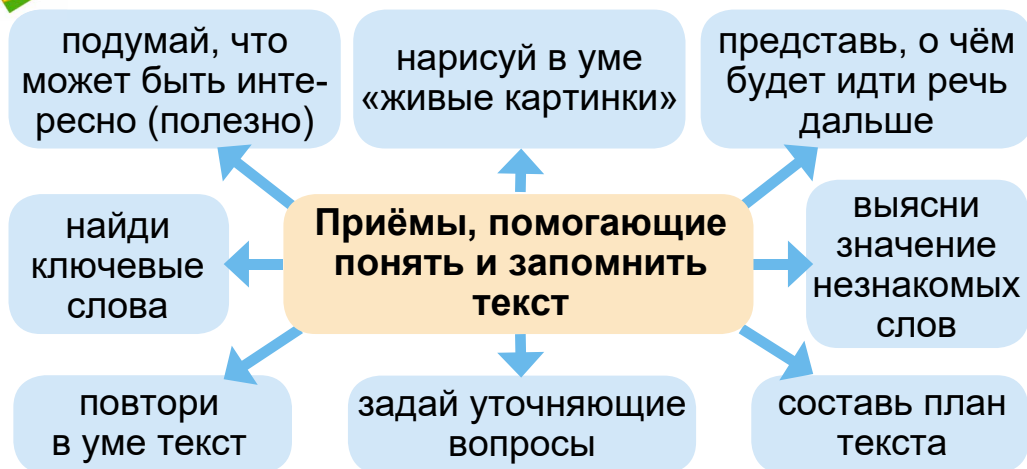 подумай, что
может быть инте-
ресно (полезно)
нарисуй в уме
«живые картинки»
представь, о чём
будет идти речь
дальше
найди
ключевые
слова
Приёмы, помогающие
понять и запомнить
текст
выясни
значение
незнакомых
слов
повтори
в уме текст
задай уточняющие
вопросы
составь план
текста